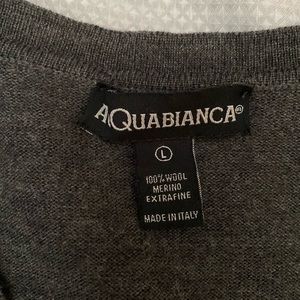 AQUABIANCA®
L
100% WOOL
MERINO
EXTRAFINE
MADE IN ITALY